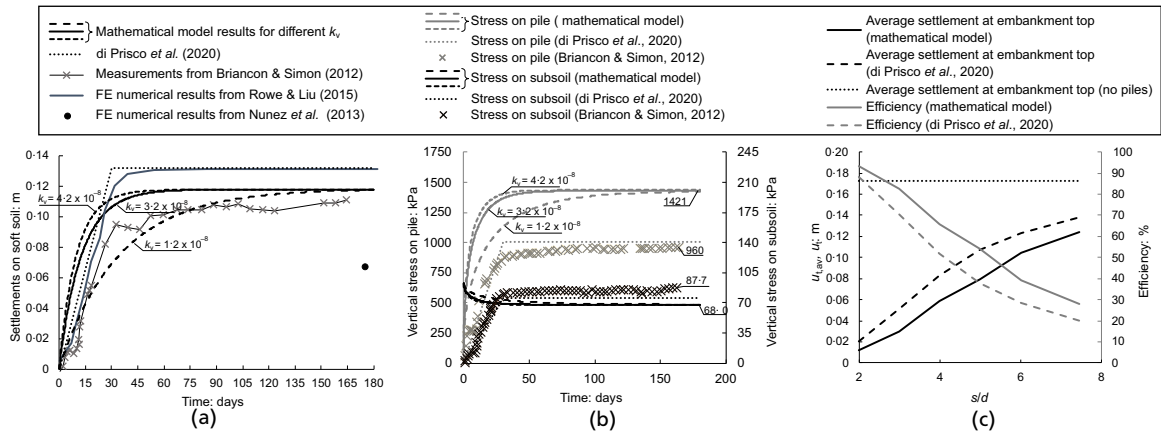 Mathematical model results for different kv
di Prisco et al. (2020)
Measurements from Briancon & Simon (2012)
FE numerical results from Rowe & Liu (2015)
FE numerical results from Nunez et al. (2013)
Stress on pile ( mathematical model)
Stress on pile (di Prisco et al., 2020)
Stress on pile (Briancon & Simon, 2012)
Stress on subsoil (mathematical model)
Stress on subsoil (di Prisco et al., 2020)
Stress on subsoil (Briancon & Simon, 2012)
Average settlement at embankment top
(mathematical model)
Average settlement at embankment top
(di Prisco et al., 2020)
Average settlement at embankment top (no piles)
Efficiency (mathematical model)
Efficiency (di Prisco et al., 2020)
Settlements on soft soil: m
0·14
0·12
0·10
0·08
0·06
0·04
0·02
0
kv = 4·2 x 10⁻⁸
kv = 3·2 x 10⁻⁸
kv = 1·2 x 10⁻⁸
0 15 30 45 60 75 90 105 120 135 150 165 180
Time: days
(a)
Vertical stress on pile: kPa
1750
1500
1250
1000
750
500
250
0
kv = 4·2 x 10⁻⁸
kv = 3·2 x 10⁻⁸
kv = 1·2 x 10⁻⁸
1421
960
87·7
68· 0
245
210
175
140
105
70
35
0
Vertical stress on subsoil: kPa
0 50 100 150 200
Time: days
(b)
ut,av, uf: m
0·20
0·18
0·16
0·14
0·12
0·10
0·08
0·06
0·04
0·02
0
100
90
80
70
60
50
40
30
20
10
0
Efficiency: %
2 4 6 8
s/d
(c)